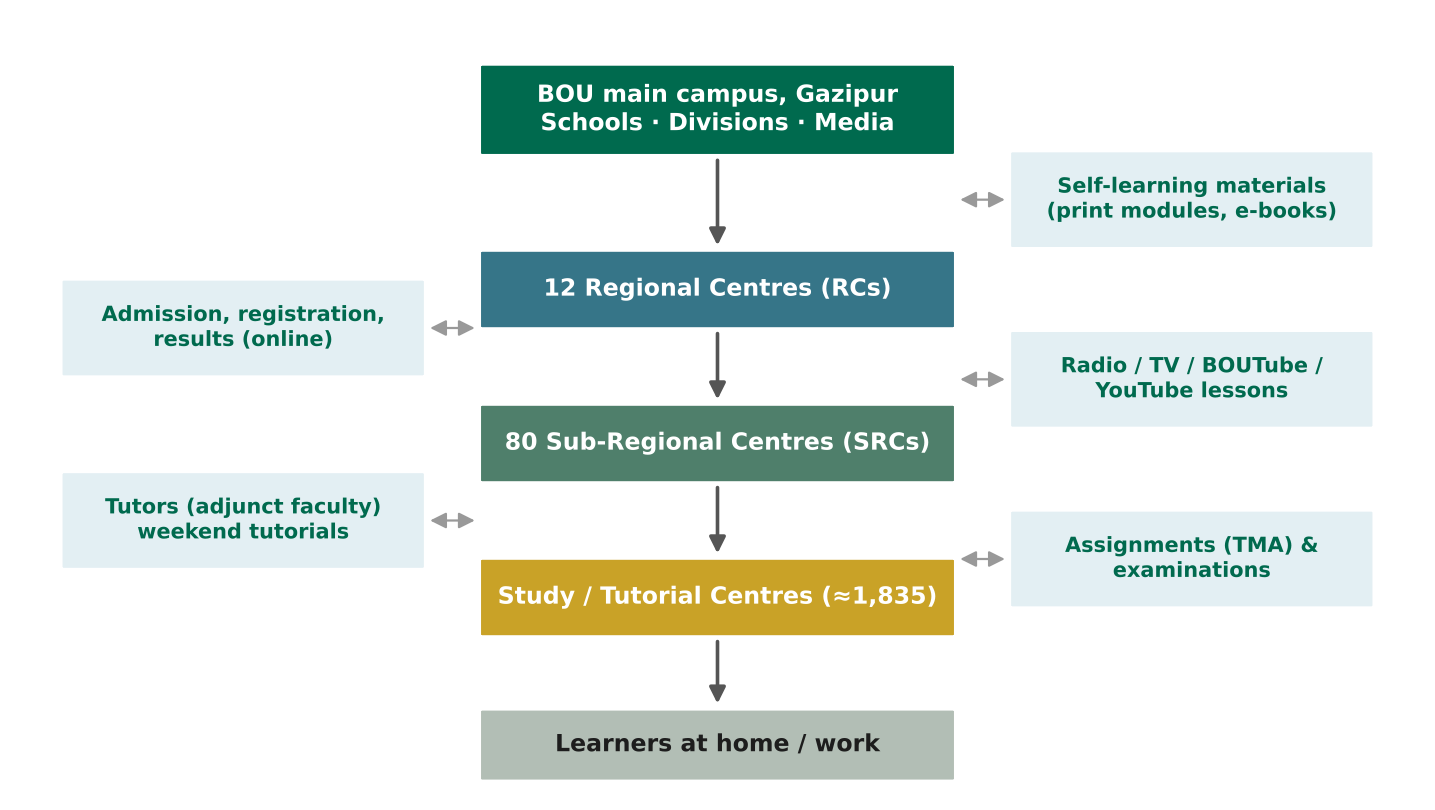 BOU main campus, Gazipur
Schools · Divisions · Media
Self-learning materials
(print modules, e-books)
12 Regional Centres (RCs)
Admission, registration,
results (online)
Radio / TV / BOUTube /
YouTube lessons
80 Sub-Regional Centres (SRCs)
Tutors (adjunct faculty)
weekend tutorials
Assignments (TMA) &
examinations
Study / Tutorial Centres (≈1,835)
Learners at home / work